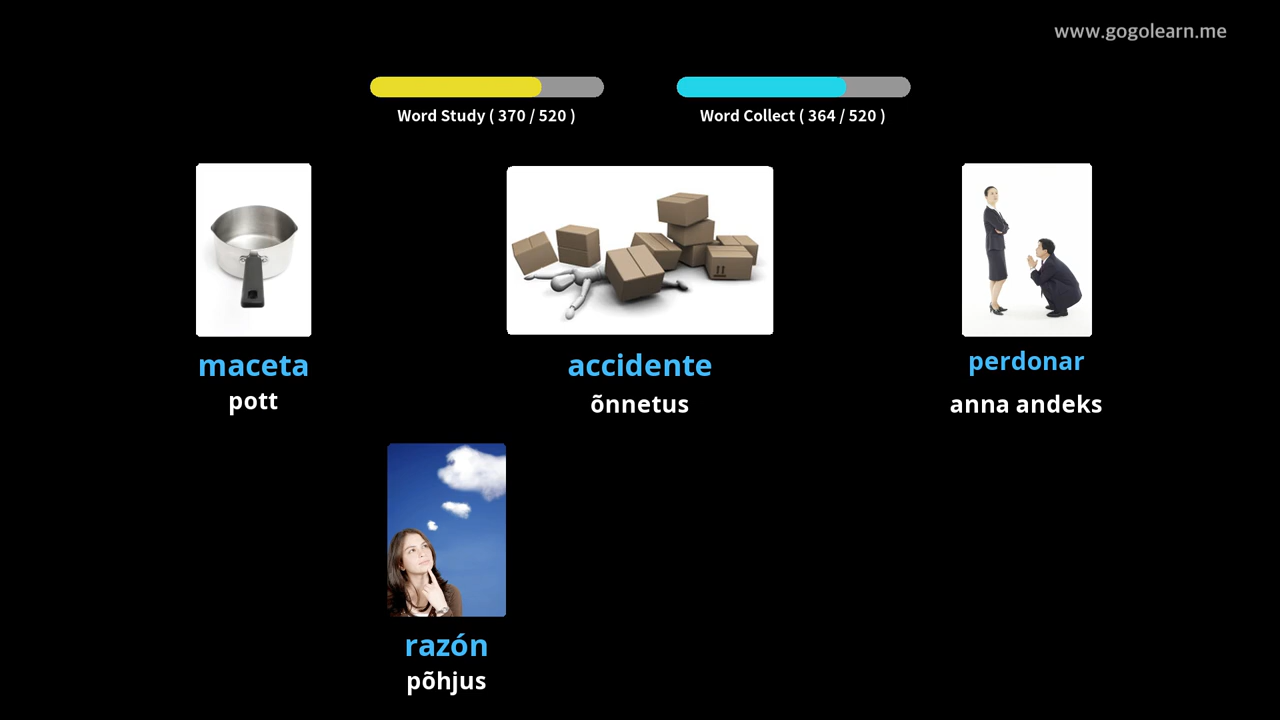 www.gogolearn.me
Word Study ( 370 / 520 )
Word Collect ( 364 / 520 )
maceta
pott
accidente
õnnetus
perdonar
anna andeks
razón
põhjus